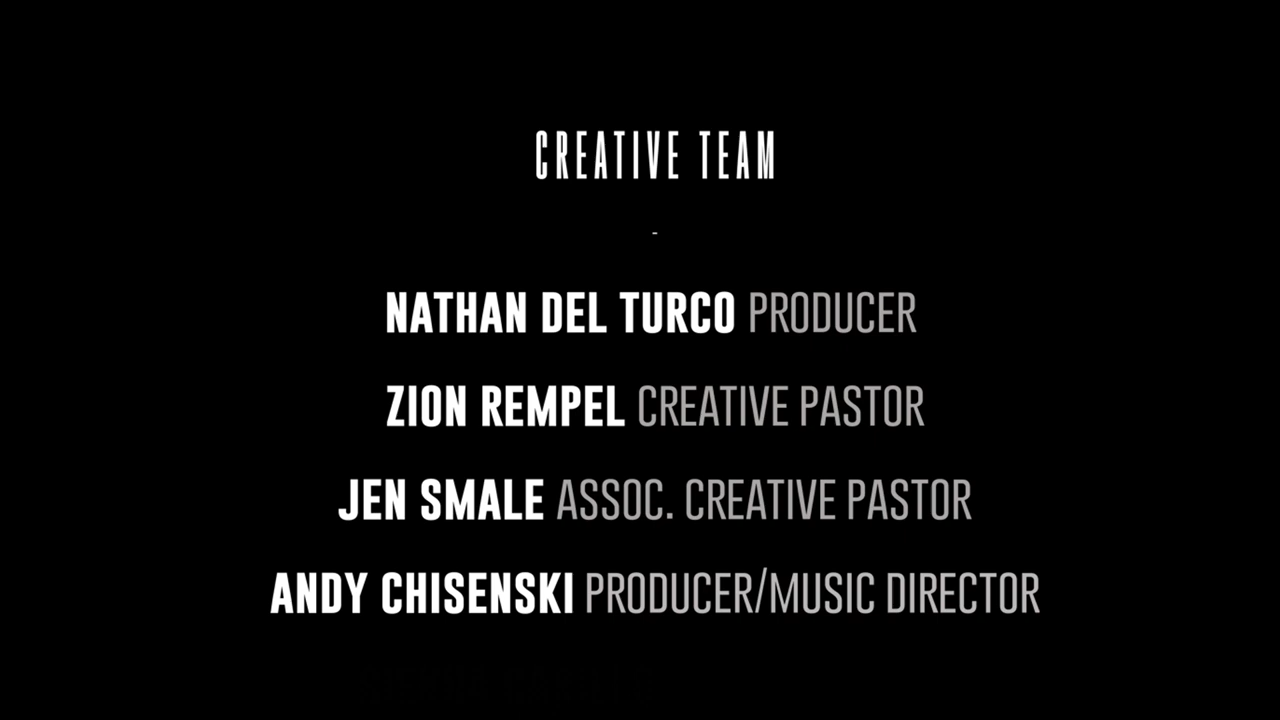 CREATIVE TEAM
-
NATHAN DEL TURCO PRODUCER
ZION REMPEL CREATIVE PASTOR
JEN SMALE ASSOC. CREATIVE PASTOR
ANDY CHISENSKI PRODUCER/MUSIC DIRECTOR